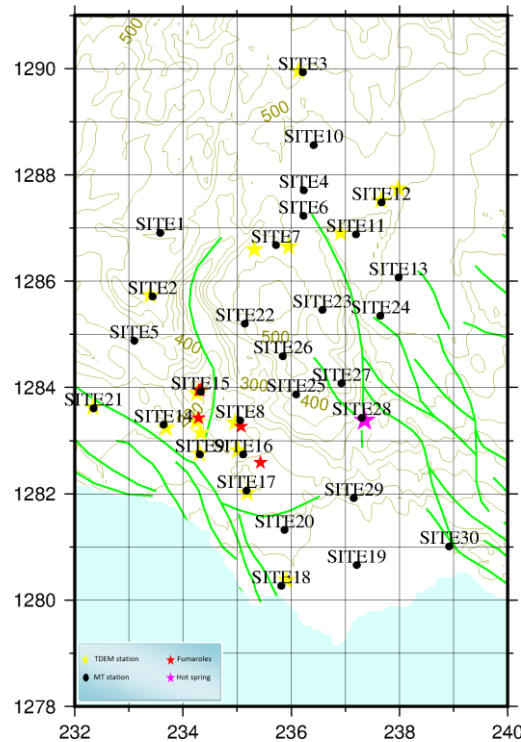 500
1290
SITE3
500
SITE10
1288
SITE4
SITE12
SITE6
SITE1
SITE11
SITE7
1286
SITE13
SITE2
SITE23
SITE24
SITE22
SITE5
400
500
SITE26
1284
SITE15
300
SITE27
SITE25
400
SITE21
SITE14
SITE8
SITE28
SITE9
SITE16
1282
SITE17
SITE29
SITE20
SITE30
SITE19
1280
SITE18
TDEM station
Fumaroles
MT station
Hot spring
1278
232
234
236
238
240